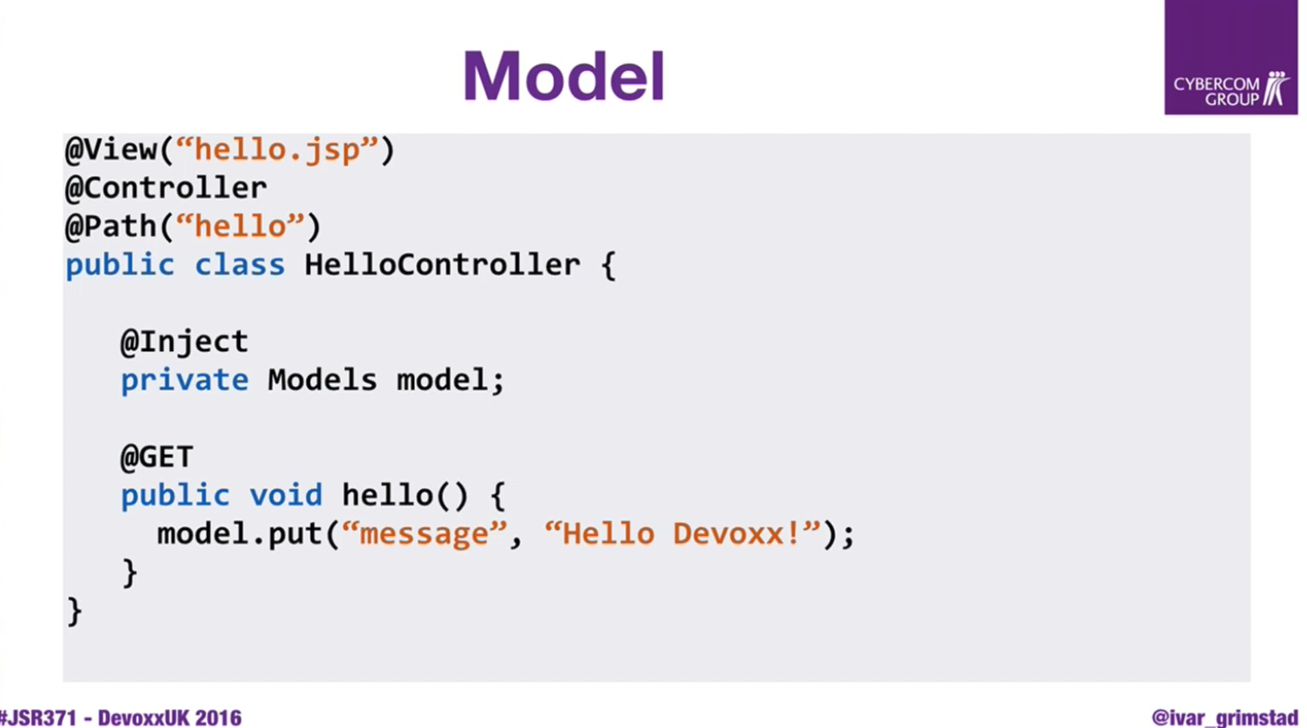 Model
CYBERCOM
GROUP
@View(“hello.jsp”)
@Controller
@Path(“hello”)
public class HelloController {
@Inject
private Models model;
@GET
public void hello() {
model.put(“message”, “Hello Devoxx!”);
}
}
#JSR371 - DevoxxUK 2016
@ivar_grimstad